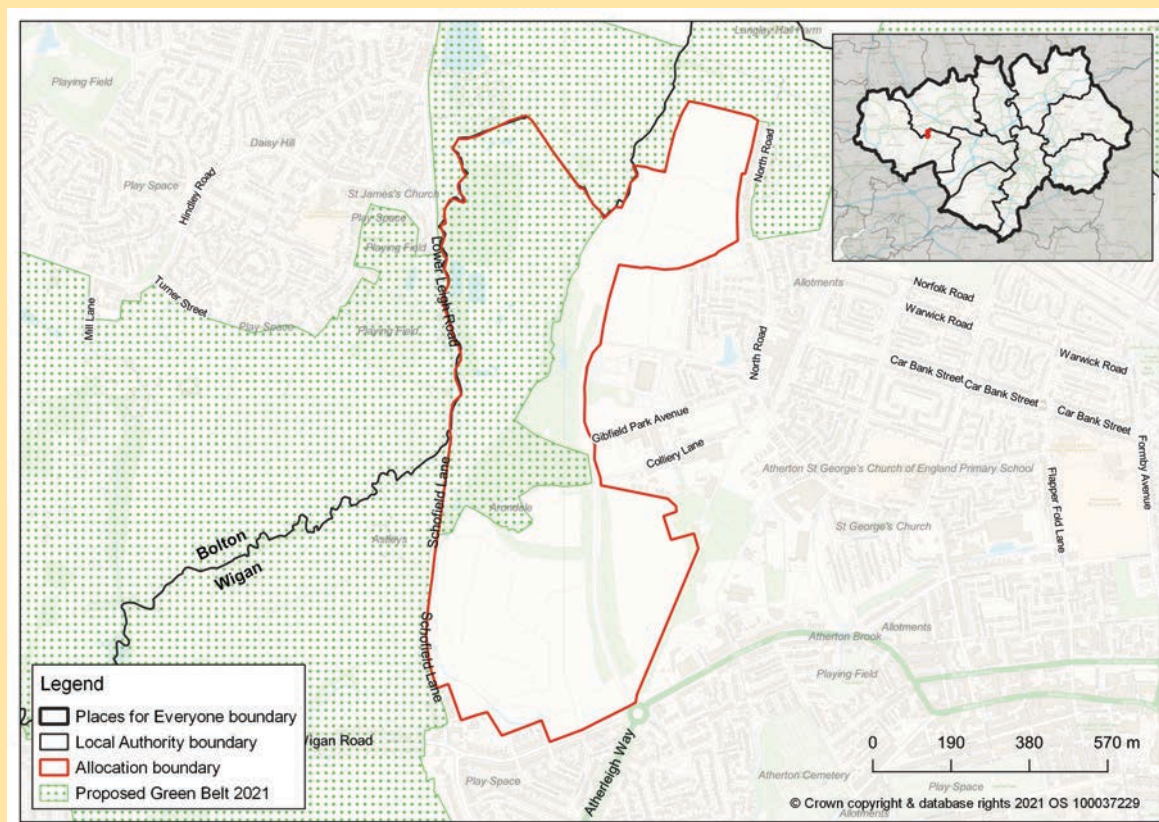 Langley Hall Farm
Playing Field
Daisy Hill
Play Space
Hindley Road
St James's Church
Play Space
Playing Field
North Road
Lower Leigh Road
Allotments
Norfolk Road
Warwick Road
Warwick Road
Mill Lane
Turner Street
Play Space
Playing Field
North Road
Car Bank Street
Car Bank Street
Car Bank Street
Gibfield Park Avenue
Colliery Lane
Formby Avenue
Atherton St George's Church of England Primary School
Flapper Fold Lane
Schofield Lane
Arondale
St George's Church
Astleys
Bolton
Wigan
Schofield Lane
Allotments
Atherton Brook
Playing Field
Wigan Road
Atherleigh Way
Play Space
Atherton Cemetery
Play Space
Allotments
Legend
Places for Everyone boundary
Local Authority boundary
Allocation boundary
Proposed Green Belt 2021
0 190 380 570 m
© Crown copyright & database rights 2021 OS 100037229